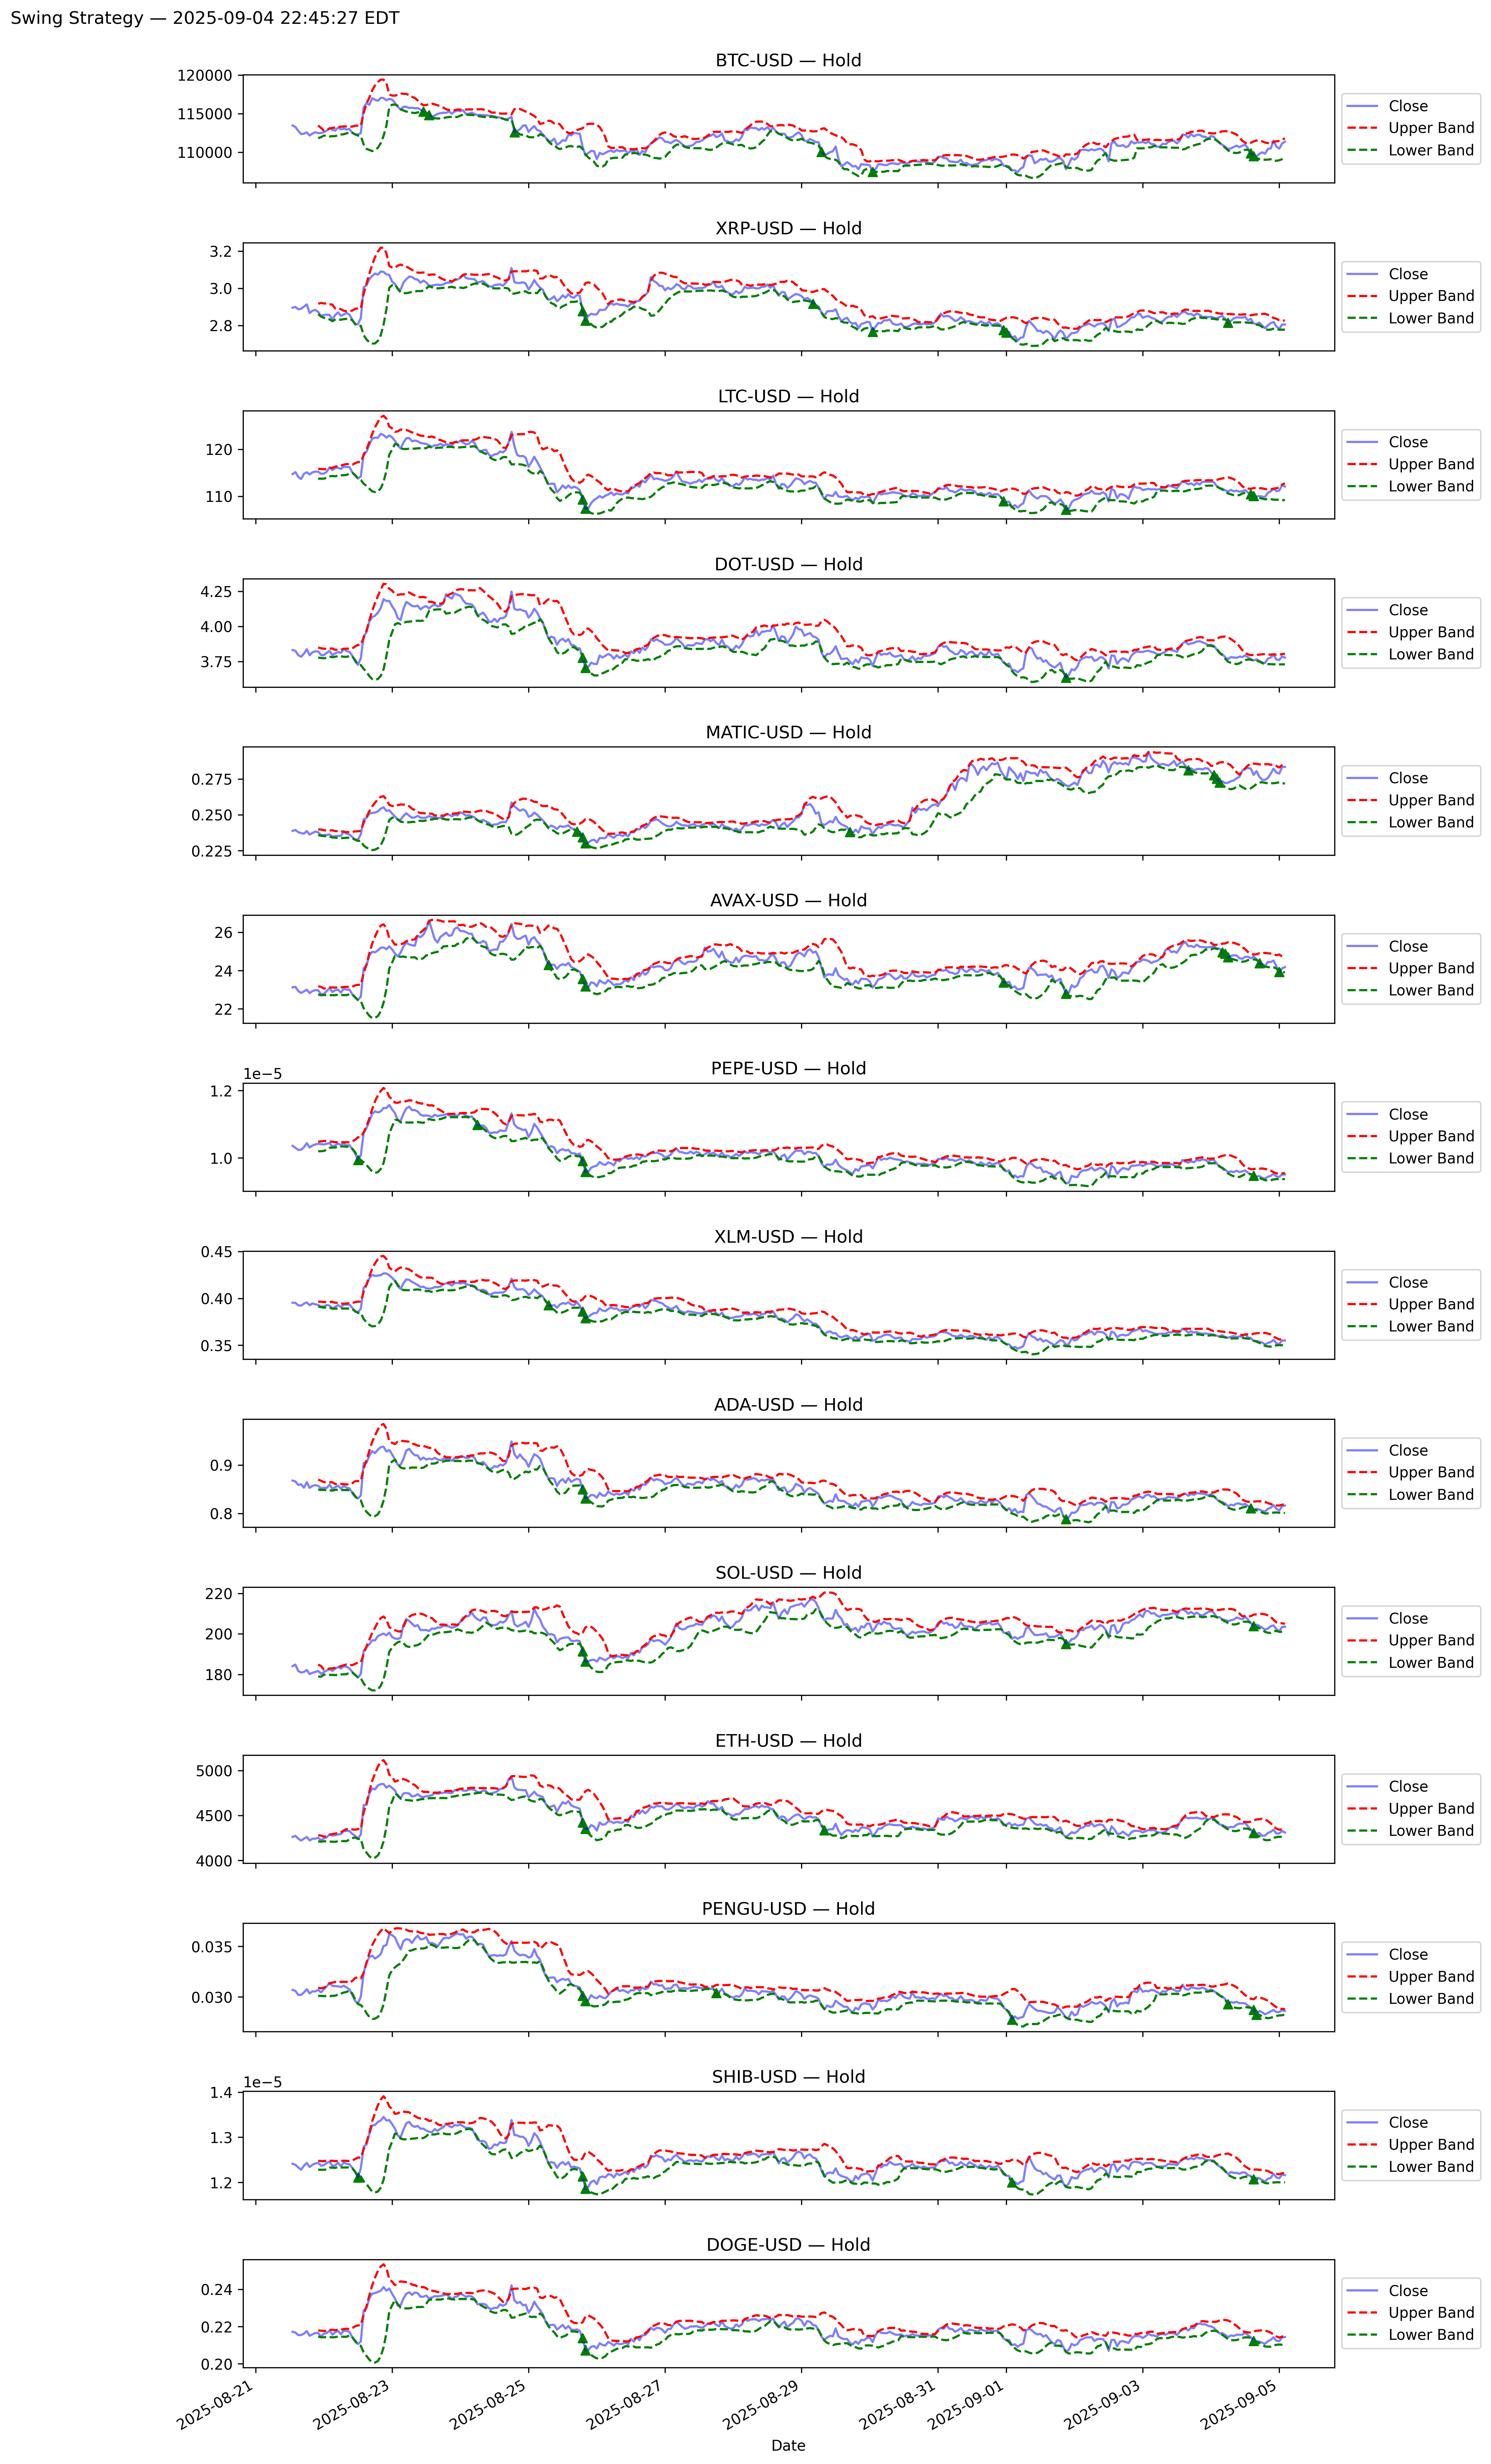 Swing Strategy — 2025-09-04 22:45:27 EDT
BTC-USD — Hold
120000
115000
110000
Close
Upper Band
Lower Band
XRP-USD — Hold
3.2
3.0
2.8
Close
Upper Band
Lower Band
LTC-USD — Hold
120
110
Close
Upper Band
Lower Band
DOT-USD — Hold
4.25
4.00
3.75
Close
Upper Band
Lower Band
MATIC-USD — Hold
0.275
0.250
0.225
Close
Upper Band
Lower Band
AVAX-USD — Hold
26
24
22
Close
Upper Band
Lower Band
PEPE-USD — Hold
1e−5
1.2
1.0
Close
Upper Band
Lower Band
XLM-USD — Hold
0.45
0.40
0.35
Close
Upper Band
Lower Band
ADA-USD — Hold
0.9
0.8
Close
Upper Band
Lower Band
SOL-USD — Hold
220
200
180
Close
Upper Band
Lower Band
ETH-USD — Hold
5000
4500
4000
Close
Upper Band
Lower Band
PENGU-USD — Hold
0.035
0.030
Close
Upper Band
Lower Band
SHIB-USD — Hold
1e−5
1.4
1.3
1.2
Close
Upper Band
Lower Band
DOGE-USD — Hold
0.24
0.22
0.20
Close
Upper Band
Lower Band
2025-08-21
2025-08-23
2025-08-25
2025-08-27
2025-08-29
2025-08-31
2025-09-01
2025-09-03
2025-09-05
Date